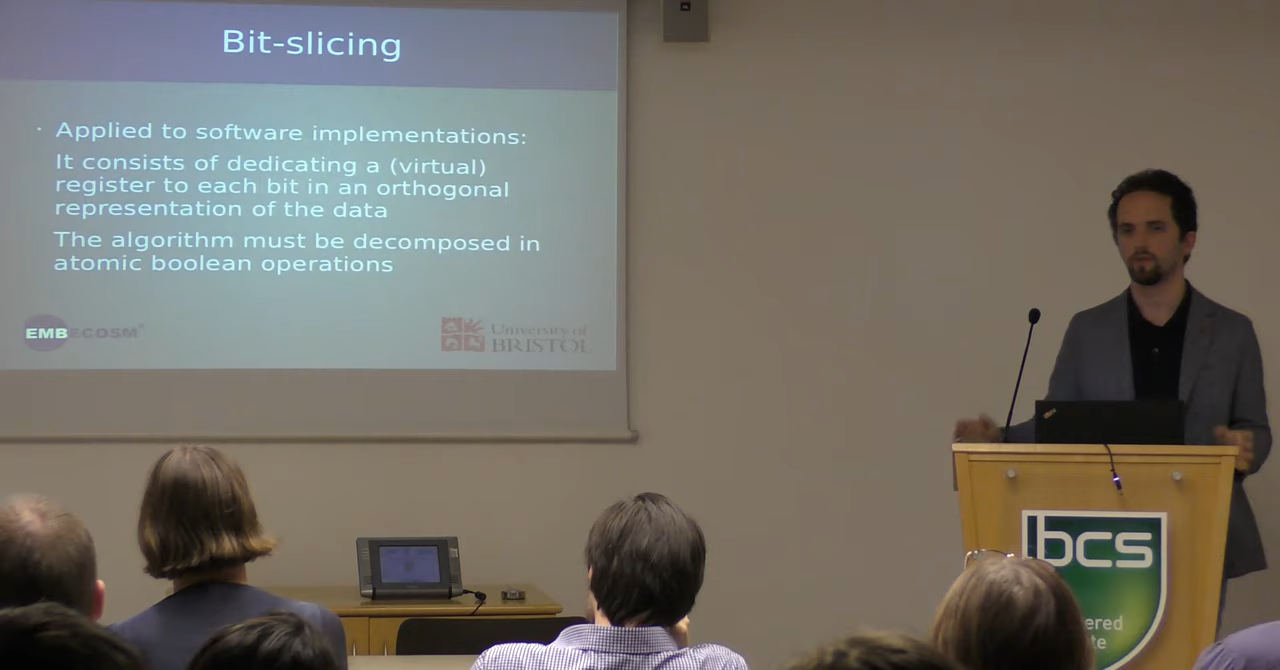 Bit-slicing
· Applied to software implementations:
It consists of dedicating a (virtual)
register to each bit in an orthogonal
representation of the data
The algorithm must be decomposed in
atomic boolean operations
EMBECOSM®
University of
BRISTOL
bcs